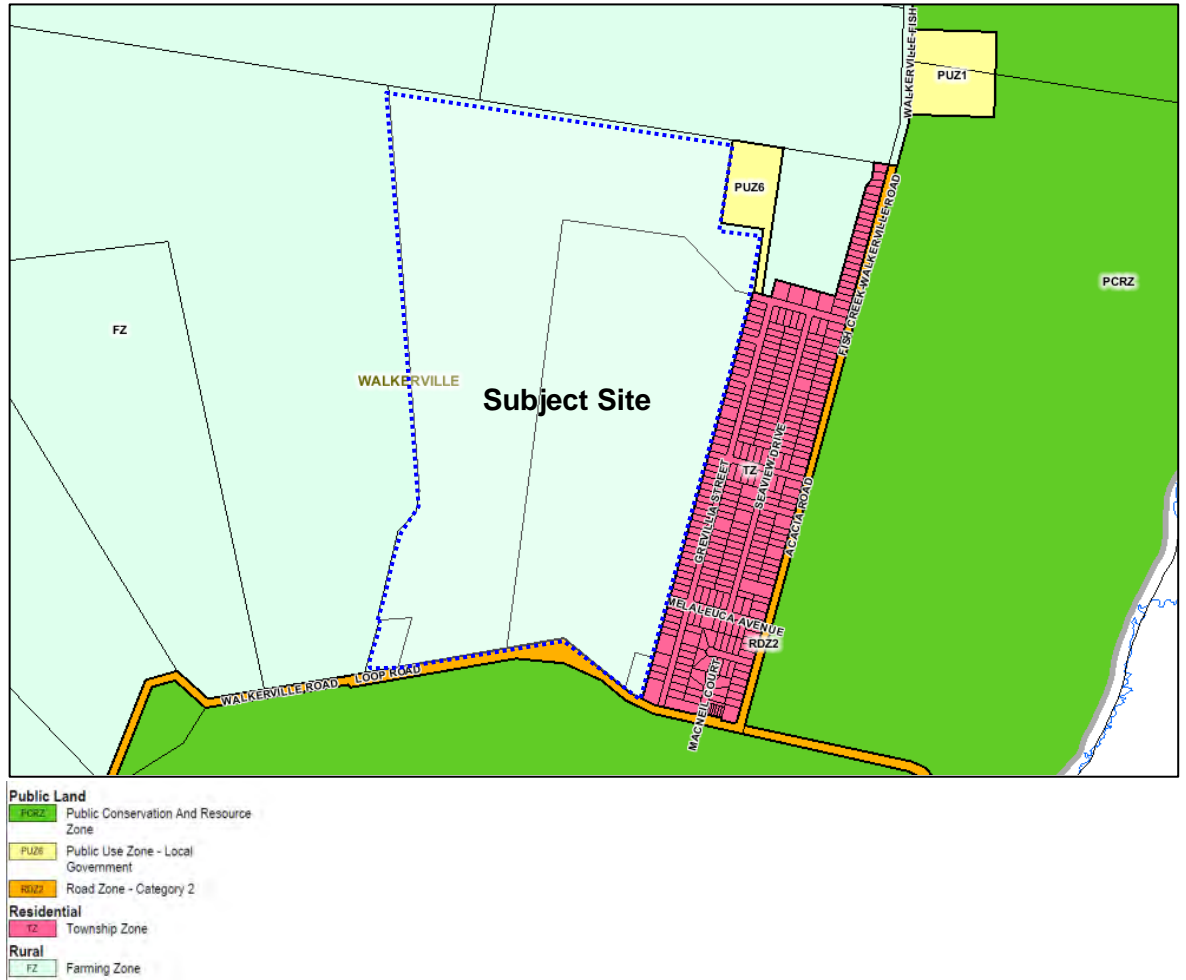 WALKERVILLE-FISH
PUZ1
PUZ6
FISH CREEK-WALKERVILLE ROAD
PCRZ
FZ
WALKERVILLE
Subject Site
SEAVIEW DRIVE
TZ
GREVILLIA STREET
ACACIA ROAD
MELALEUCA AVENUE
RDZ2
MACNEIL COURT
WALKERVILLE ROAD
LOOP ROAD
Public Land
PCRZ Public Conservation And Resource
Zone
PUZ6 Public Use Zone - Local
Government
RDZ2 Road Zone - Category 2
Residential
TZ Township Zone
Rural
FZ Farming Zone